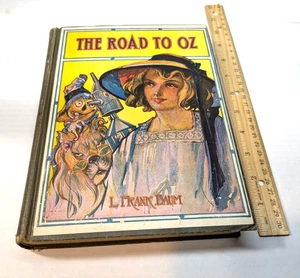 THE ROAD TO OZ
L. FRANK BAUM